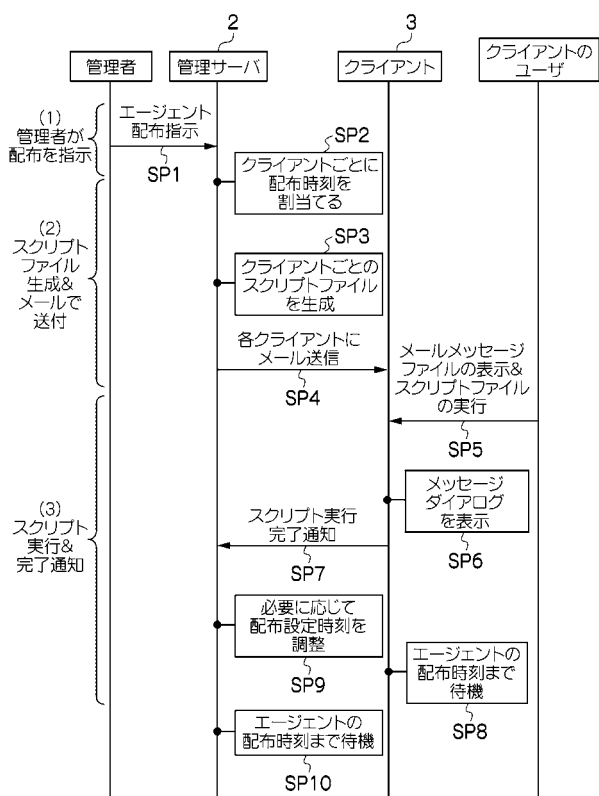 2
3
管理者
管理サーバ
クライアント
クライアントの
ユーザ
(1)
管理者が
配布を指示
エージェント
配布指示
SP1
SP2
クライアントごとに
配布時刻を
割当てる
(2)
スクリプト
ファイル
生成&
メールで
送付
SP3
クライアントごとの
スクリプトファイル
を生成
各クライアントに
メール送信
SP4
メールメッセージ
ファイルの表示&
スクリプトファイル
の実行
SP5
(3)
スクリプト
実行&
完了通知
メッセージ
ダイアログ
を表示
SP6
スクリプト実行
完了通知
SP7
必要に応じて
配布設定時刻を
調整
SP9
エージェントの
配布時刻まで
待機
SP8
エージェントの
配布時刻まで待機
SP10